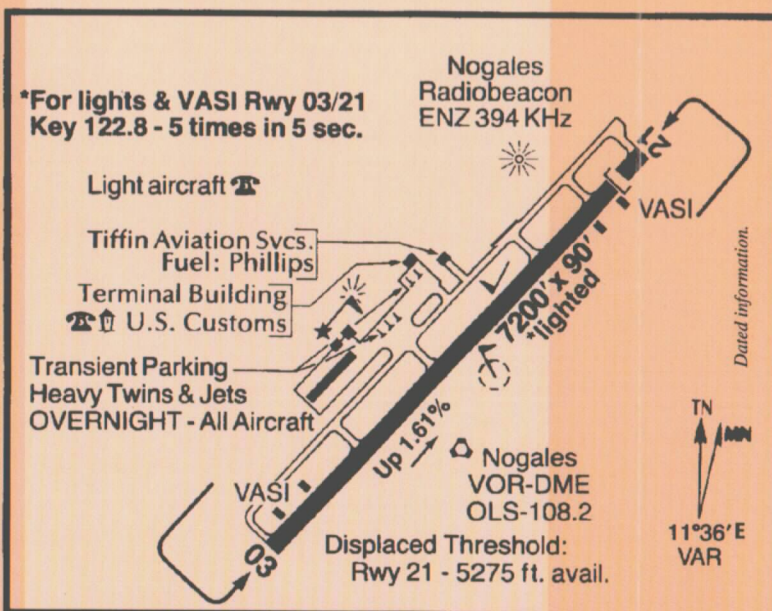 *For lights & VASI Rwy 03/21
Key 122.8 - 5 times in 5 sec.
Nogales
Radiobeacon
ENZ 394 KHz
Light aircraft ☎
21
VASI
Tiffin Aviation Svcs.
Fuel: Phillips
Terminal Building
☎ U.S. Customs
7200' x 90'
*lighted
Dated information.
Transient Parking
Heavy Twins & Jets
OVERNIGHT - All Aircraft
Up 1.61%
TN
MN
Nogales
VOR-DME
OLS-108.2
VASI
11°36'E
VAR
03
Displaced Threshold:
Rwy 21 - 5275 ft. avail.